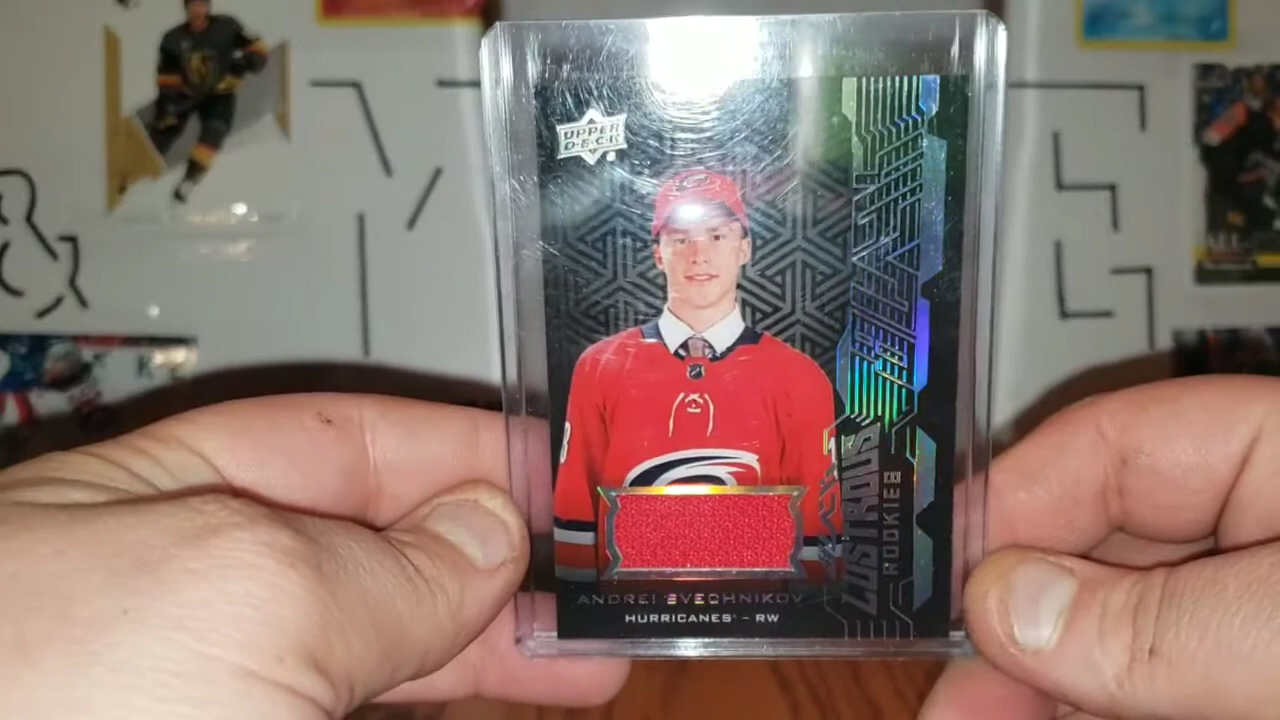 UPPER
DECK
LUSTROUS
ROOKIES
ANDREI SVECHNIKOV
HURRICANES - RW